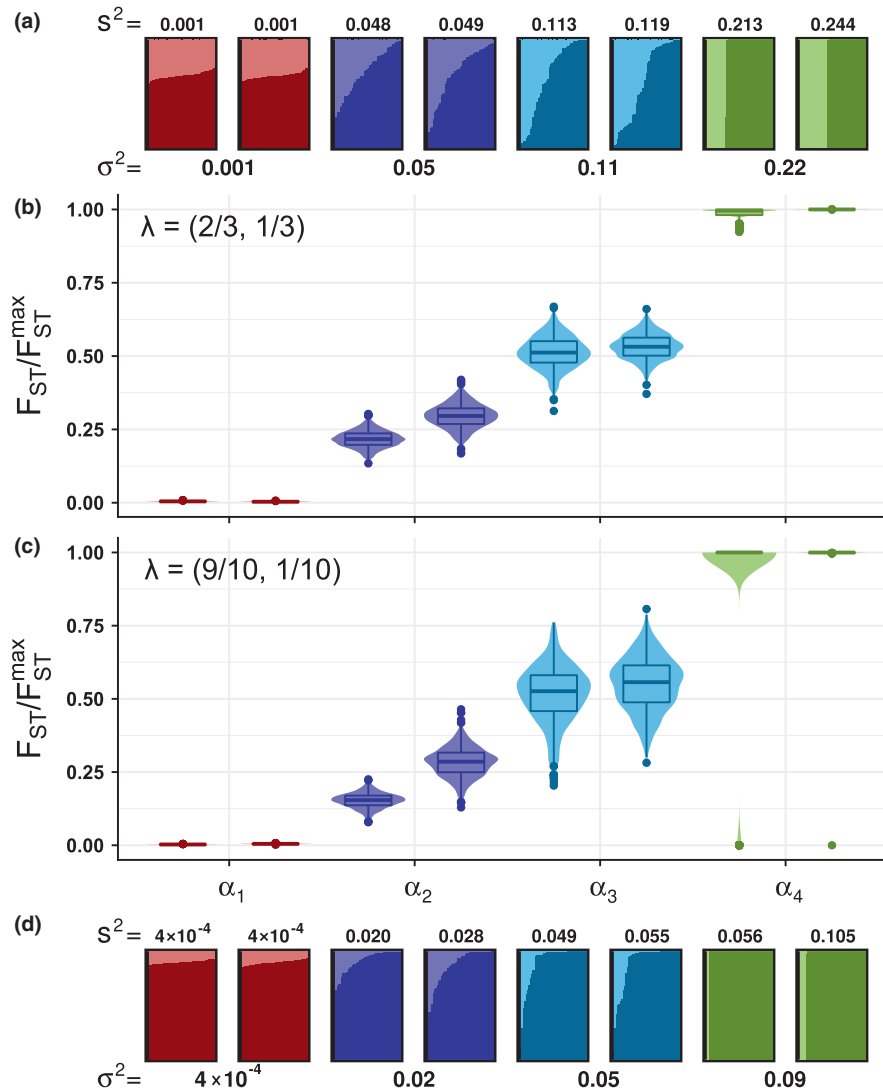 (a)
S²= 0.001 0.001 0.048 0.049 0.113 0.119 0.213 0.244
σ²= 0.001 0.05 0.11 0.22
(b)
λ = (2/3, 1/3)
1.00
0.75
0.50
0.25
0.00
F_ST/F_ST^max
(c)
λ = (9/10, 1/10)
1.00
0.75
0.50
0.25
0.00
F_ST/F_ST^max
α₁ α₂ α₃ α₄
(d)
S²= 4×10⁻⁴ 4×10⁻⁴ 0.020 0.028 0.049 0.055 0.056 0.105
σ²= 4×10⁻⁴ 0.02 0.05 0.09